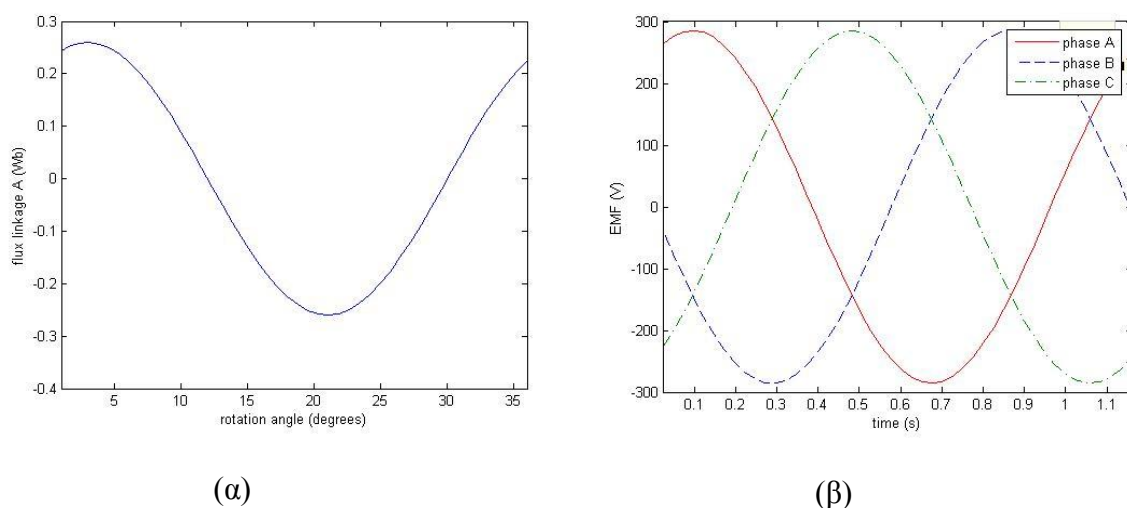 0.3
0.2
0.1
0
-0.1
-0.2
-0.3
-0.4
flux linkage A (Wb)
5 10 15 20 25 30 35
rotation angle (degrees)
(α)
300
200
100
0
-100
-200
-300
EMF (V)
phase A
phase B
phase C
0.1 0.2 0.3 0.4 0.5 0.6 0.7 0.8 0.9 1 1.1
time (s)
(β)